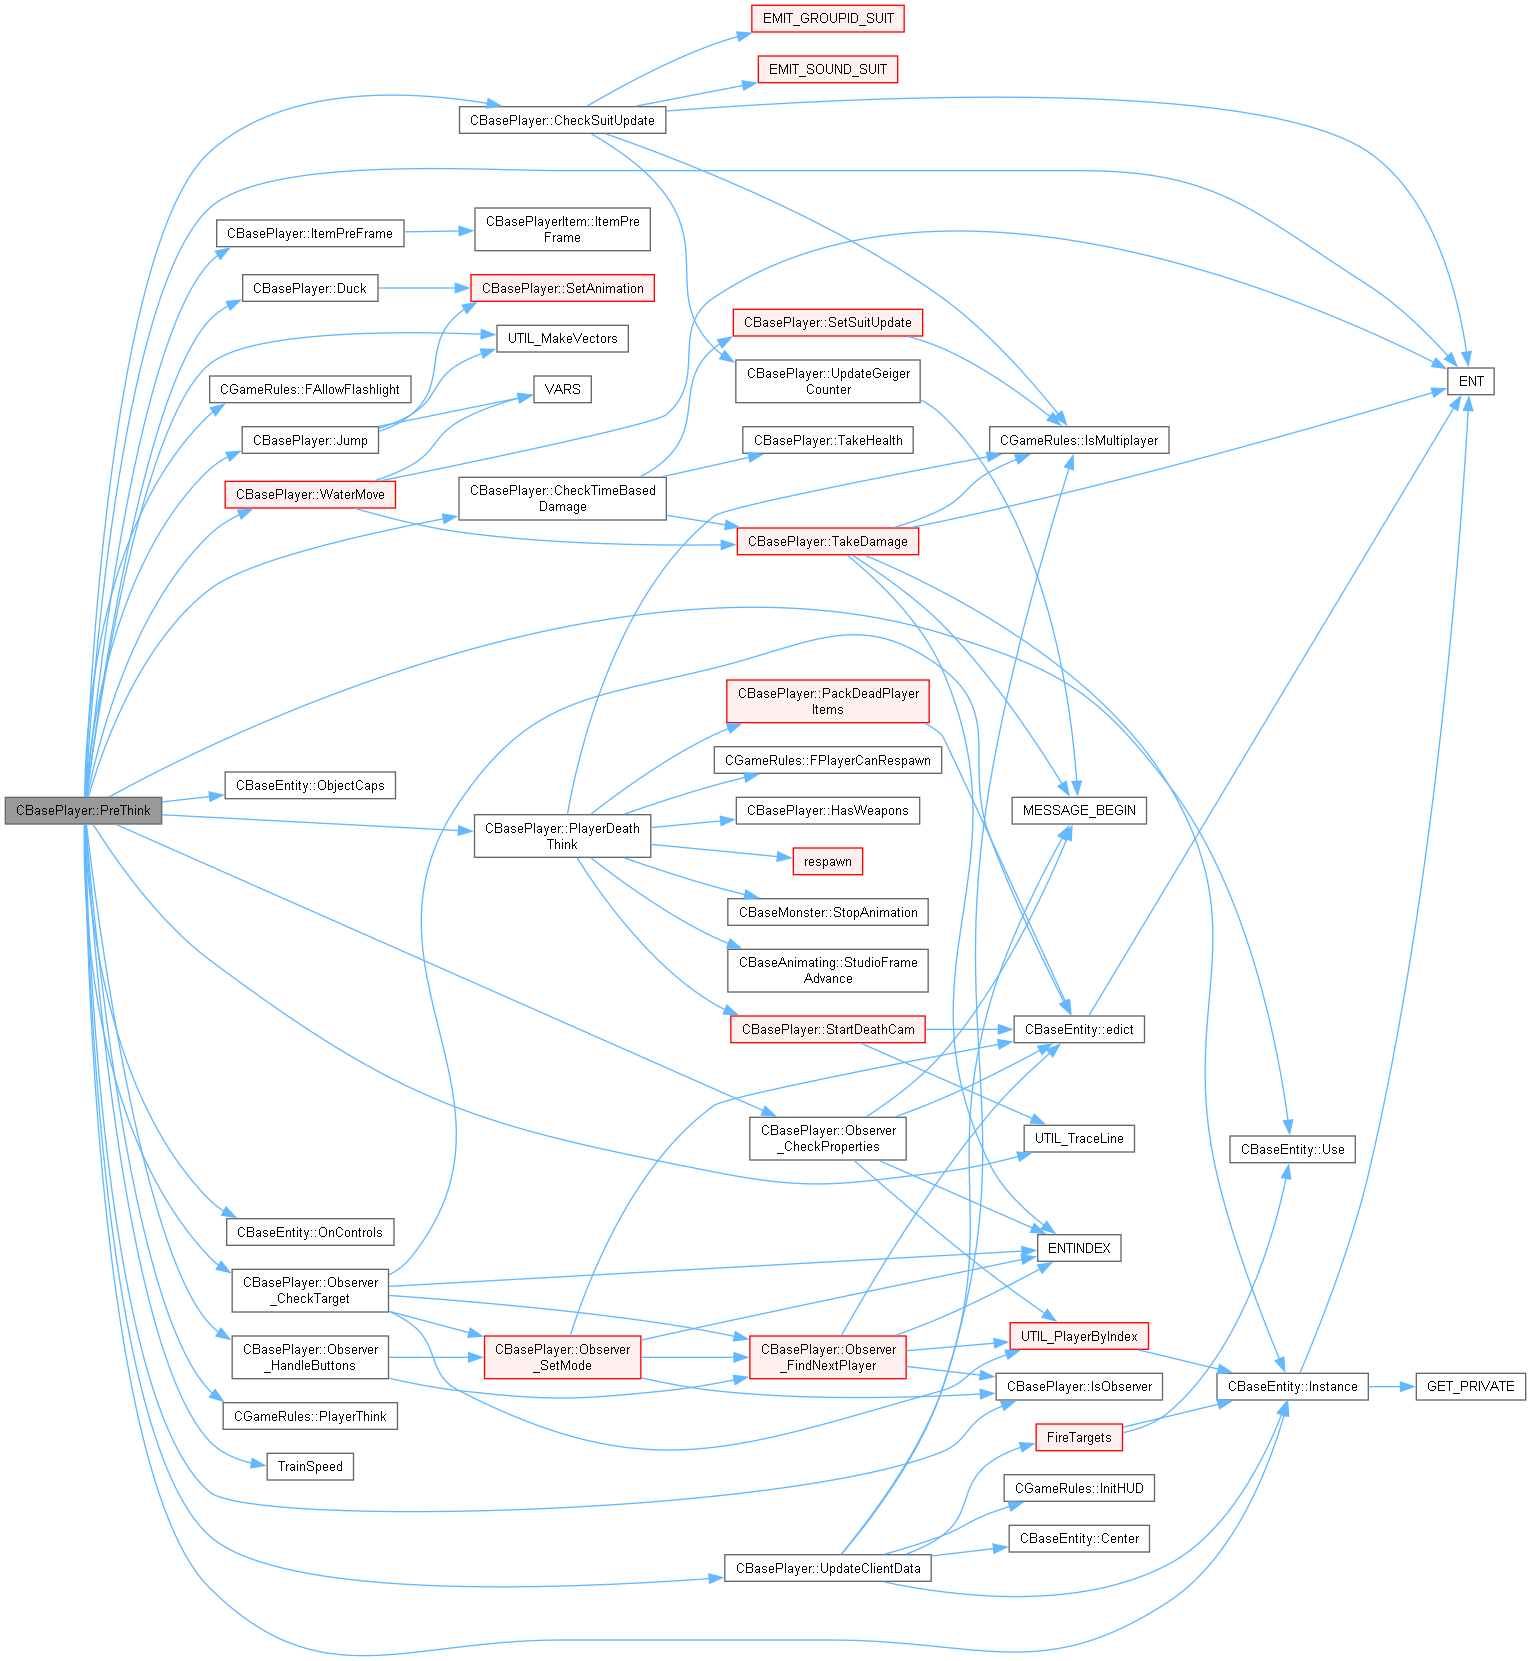 EMIT_GROUPID_SUIT
EMIT_SOUND_SUIT
CBasePlayer::CheckSuitUpdate
CBasePlayerItem::ItemPre
Frame
CBasePlayer::ItemPreFrame
CBasePlayer::Duck
CBasePlayer::SetAnimation
CBasePlayer::SetSuitUpdate
UTIL_MakeVectors
CBasePlayer::UpdateGeiger
Counter
ENT
CGameRules::FAllowFlashlight
VARS
CBasePlayer::Jump
CBasePlayer::TakeHealth
CGameRules::IsMultiplayer
CBasePlayer::WaterMove
CBasePlayer::CheckTimeBased
Damage
CBasePlayer::TakeDamage
CBasePlayer::PackDeadPlayer
Items
CGameRules::FPlayerCanRespawn
CBaseEntity::ObjectCaps
CBasePlayer::PreThink
CBasePlayer::HasWeapons
MESSAGE_BEGIN
CBasePlayer::PlayerDeath
Think
respawn
CBaseMonster::StopAnimation
CBaseAnimating::StudioFrame
Advance
CBasePlayer::StartDeathCam
CBaseEntity::edict
CBasePlayer::Observer
_CheckProperties
UTIL_TraceLine
CBaseEntity::Use
CBaseEntity::OnControls
ENTINDEX
CBasePlayer::Observer
_CheckTarget
CBasePlayer::Observer
_HandleButtons
CBasePlayer::Observer
_SetMode
CBasePlayer::Observer
_FindNextPlayer
UTIL_PlayerByIndex
CBasePlayer::IsObserver
CBaseEntity::Instance
GET_PRIVATE
CGameRules::PlayerThink
FireTargets
TrainSpeed
CGameRules::InitHUD
CBaseEntity::Center
CBasePlayer::UpdateClientData